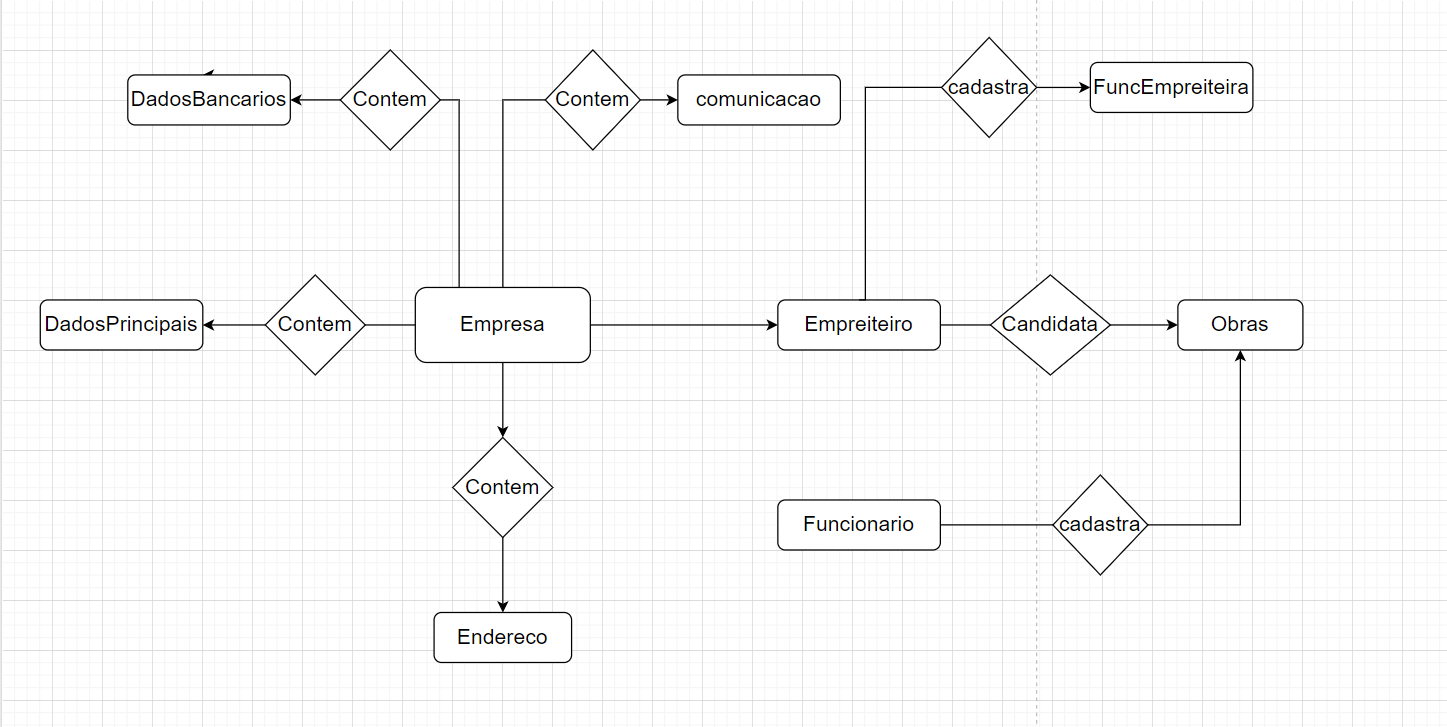 DadosBancarios
Contem
Contem
comunicacao
cadastra
FuncEmpreiteira
DadosPrincipais
Contem
Empresa
Empreiteiro
Candidata
Obras
Contem
Funcionario
cadastra
Endereco